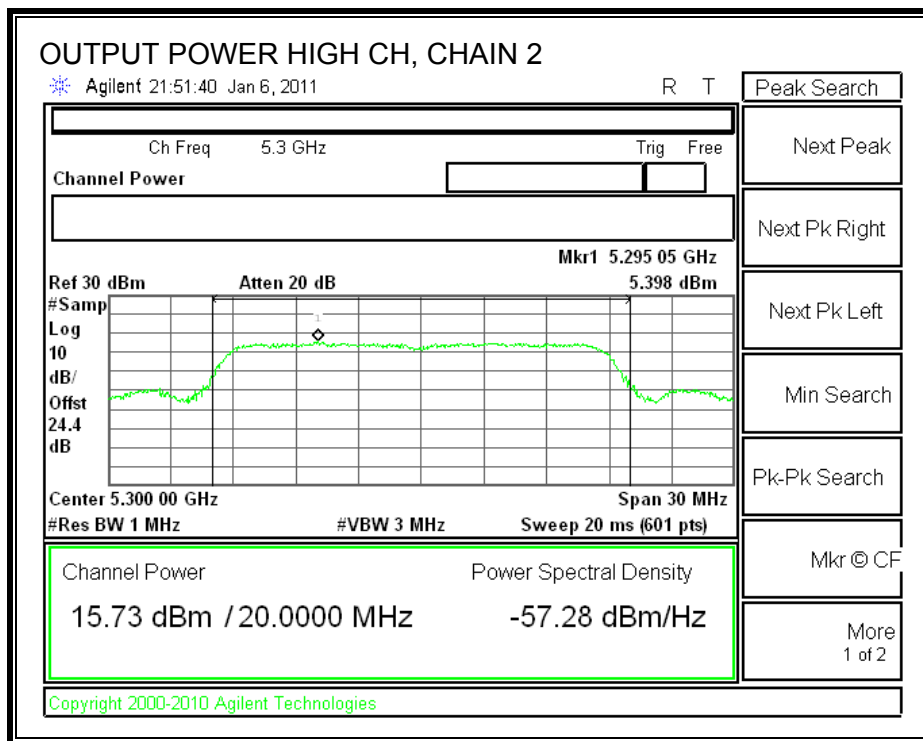 OUTPUT POWER HIGH CH, CHAIN 2
Agilent 21:51:40 Jan 6, 2011 R T
Peak Search
Ch Freq 5.3 GHz Trig Free
Channel Power
Next Peak
Next Pk Right
Mkr1 5.295 05 GHz
Ref 30 dBm Atten 20 dB 5.398 dBm
#Samp
Log
10
dB/
Offst
24.4
dB
1
Next Pk Left
Min Search
Pk-Pk Search
Center 5.300 00 GHz Span 30 MHz
#Res BW 1 MHz #VBW 3 MHz Sweep 20 ms (601 pts)
Mkr © CF
Channel Power Power Spectral Density
15.73 dBm / 20.0000 MHz -57.28 dBm/Hz
More
1 of 2
Copyright 2000-2010 Agilent Technologies